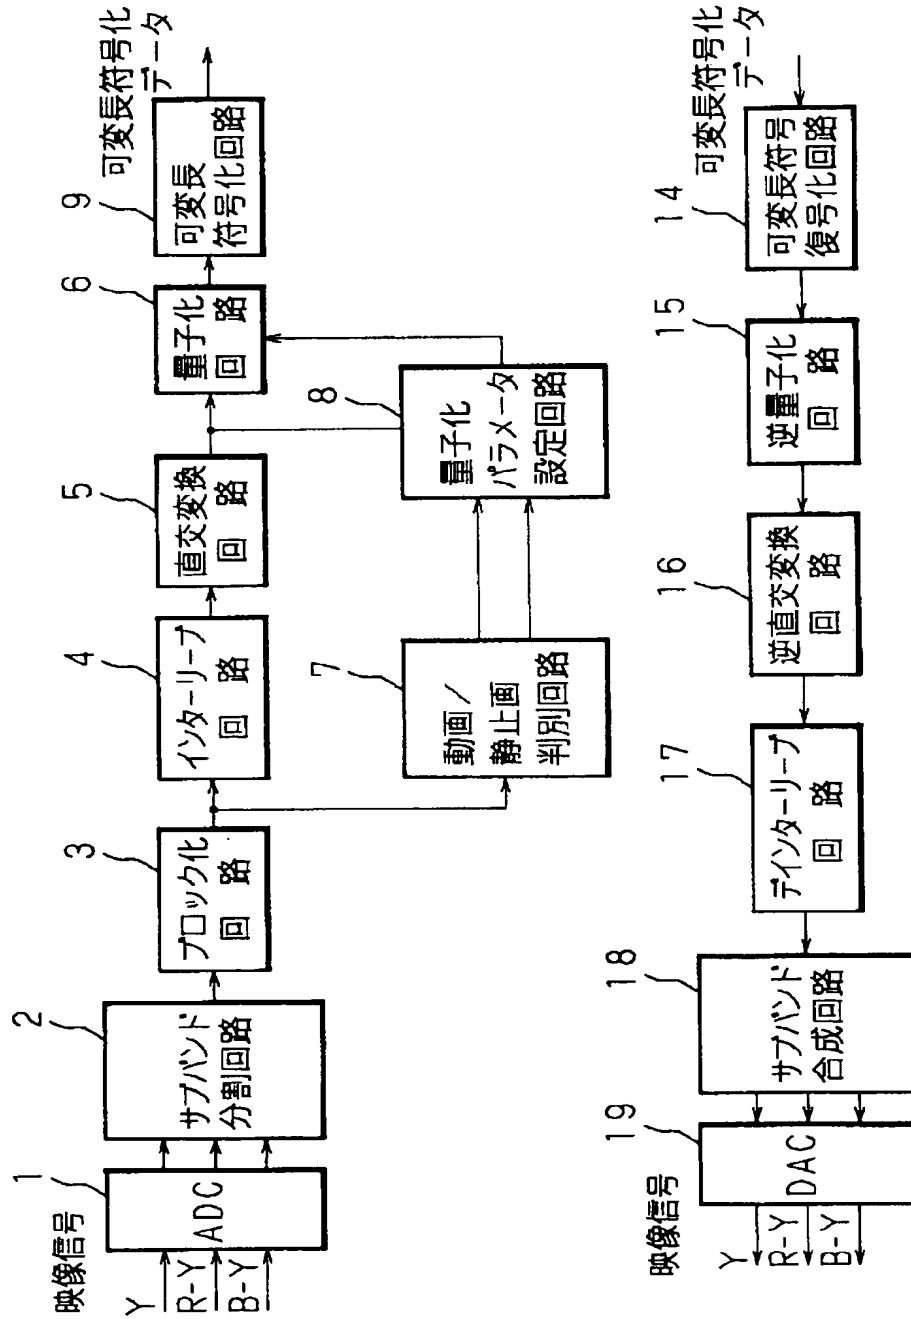 映像信号
Y
R-Y
B-Y
1
ADC
2
サブバンド
分割回路
3
ブロック化
回路
4
インターリーブ
回路
5
直交変換
回路
6
量子化
回路
9
可変長
符号化回路
可変長符号化
データ
7
動画/
静止画
判別回路
8
量子化
パラメータ
設定回路
可変長符号化
データ
14
可変長符号
復号化回路
15
逆量子化
回路
16
逆直交変換
回路
17
デインターリーブ
回路
18
サブバンド
合成回路
19
DAC
映像信号
Y
R-Y
B-Y